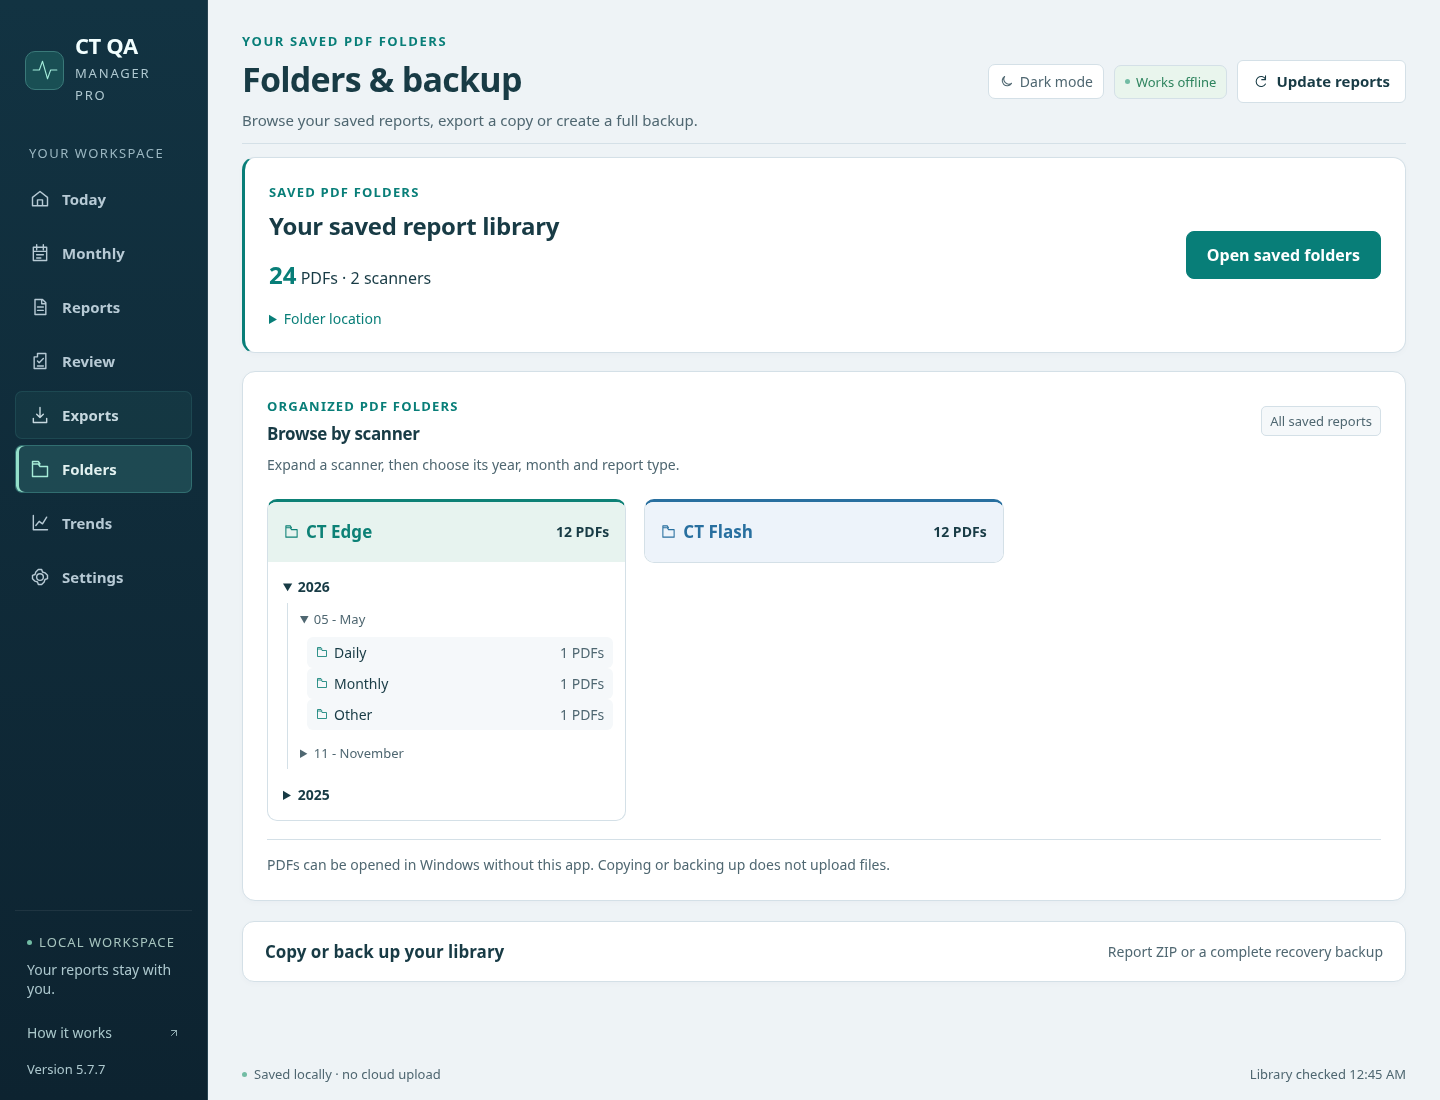 CT QA
MANAGER
PRO
YOUR WORKSPACE
Today
Monthly
Reports
Review
Exports
Folders
Trends
Settings
LOCAL WORKSPACE
Your reports stay with
you.
How it works
Version 5.7.7
YOUR SAVED PDF FOLDERS
Folders & backup
Browse your saved reports, export a copy or create a full backup.
Dark mode
Works offline
Update reports
SAVED PDF FOLDERS
Your saved report library
24 PDFs · 2 scanners
Folder location
Open saved folders
ORGANIZED PDF FOLDERS
Browse by scanner
Expand a scanner, then choose its year, month and report type.
All saved reports
CT Edge 12 PDFs
2026
05 - May
Daily 1 PDFs
Monthly 1 PDFs
Other 1 PDFs
11 - November
2025
CT Flash 12 PDFs
PDFs can be opened in Windows without this app. Copying or backing up does not upload files.
Copy or back up your library
Report ZIP or a complete recovery backup
Saved locally · no cloud upload
Library checked 12:45 AM